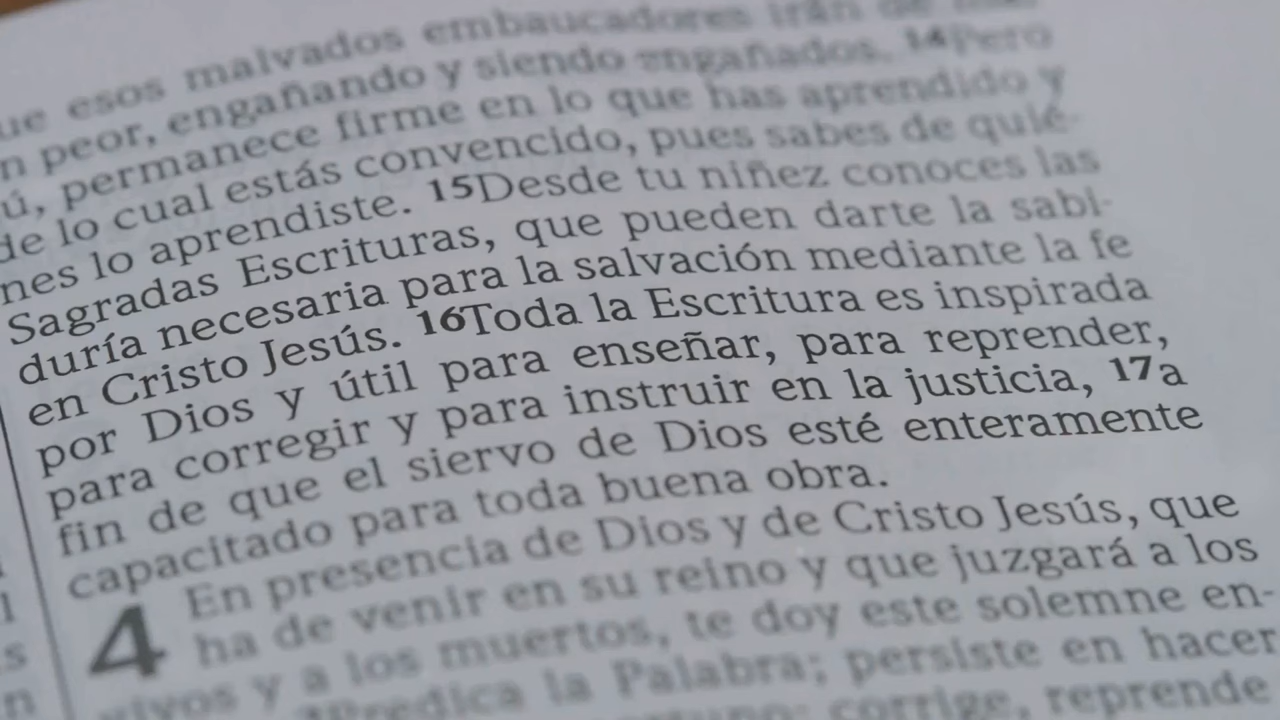 ue esos malvados embaucadores irán de
n peor, engañando y siendo engañados. 14Pero
ú, permanece firme en lo que has aprendido y
de lo cual estás convencido, pues sabes de quié-
nes lo aprendiste. 15Desde tu niñez conoces las
Sagradas Escrituras, que pueden darte la sabi-
duría necesaria para la salvación mediante la fe
en Cristo Jesús. 16Toda la Escritura es inspirada
por Dios y útil para enseñar, para reprender,
para corregir y para instruir en la justicia, 17a
fin de que el siervo de Dios esté enteramente
capacitado para toda buena obra.
4 En presencia de Dios y de Cristo Jesús, que
ha de venir en su reino y que juzgará a los
vivos y a los muertos, te doy este solemne en-
Predica la Palabra; persiste en hacer
corrige, reprende